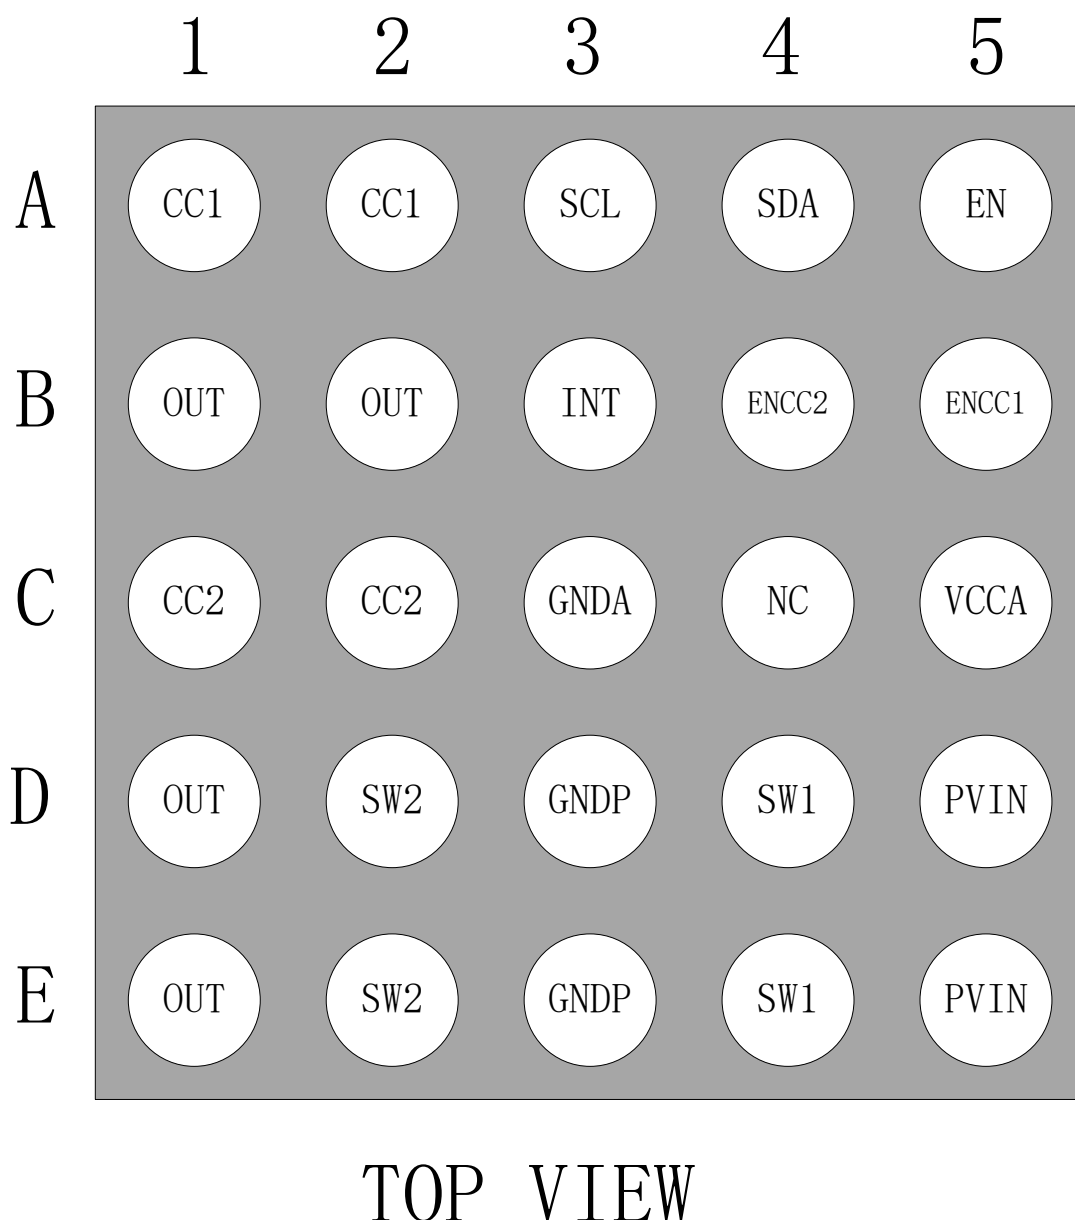 1 2 3 4 5
A CC1 CC1 SCL SDA EN
B OUT OUT INT ENCC2 ENCC1
C CC2 CC2 GNDA NC VCCA
D OUT SW2 GNDP SW1 PVIN
E OUT SW2 GNDP SW1 PVIN
TOP VIEW